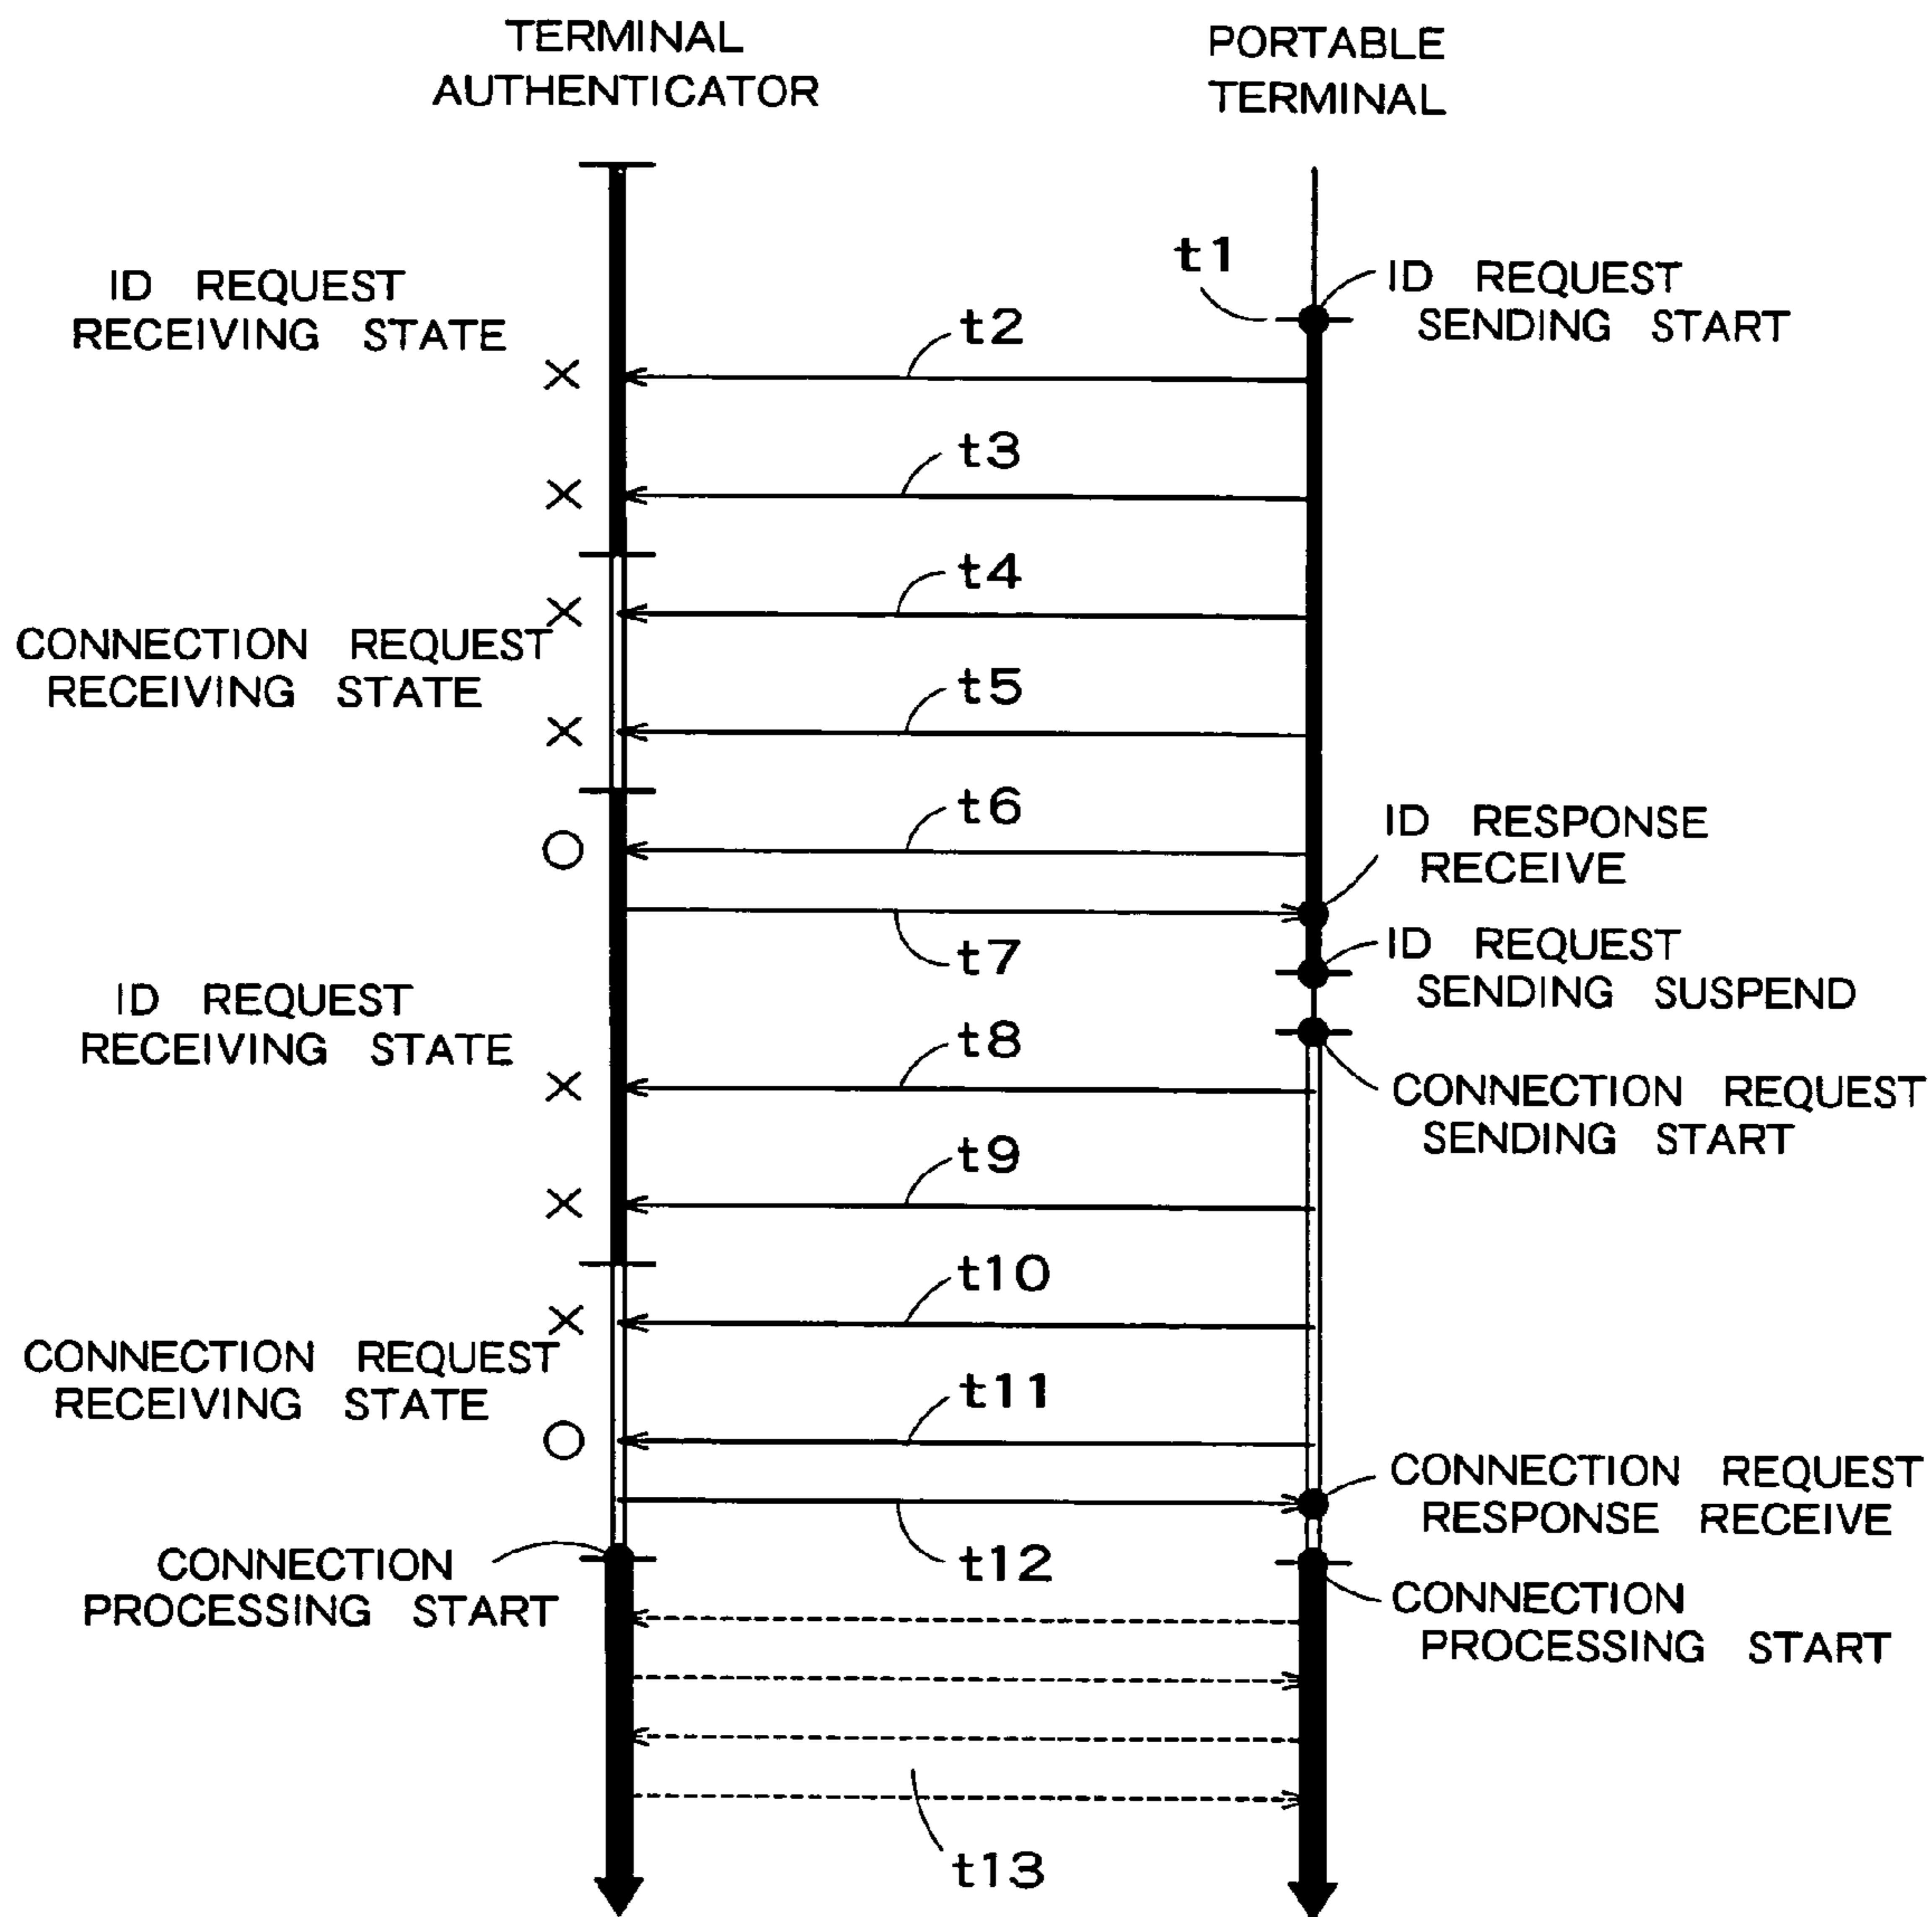 TERMINAL
AUTHENTICATOR
PORTABLE
TERMINAL
t1
ID REQUEST
SENDING START
ID REQUEST
RECEIVING STATE
t2
×
t3
×
t4
×
CONNECTION REQUEST
RECEIVING STATE
t5
×
t6
○
ID RESPONSE
RECEIVE
t7
ID REQUEST
SENDING SUSPEND
ID REQUEST
RECEIVING STATE
t8
×
CONNECTION REQUEST
SENDING START
t9
×
t10
×
CONNECTION REQUEST
RECEIVING STATE
t11
○
CONNECTION REQUEST
RESPONSE RECEIVE
t12
CONNECTION
PROCESSING START
CONNECTION
PROCESSING START
t13